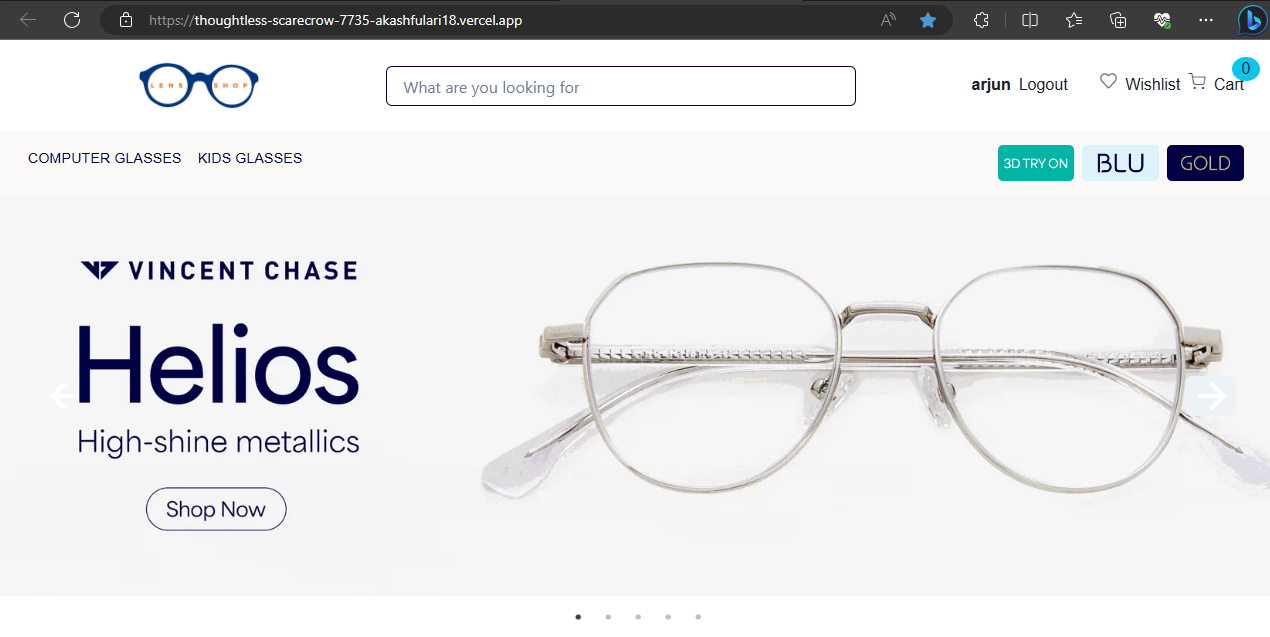 https://thoughtless-scarecrow-7735-akashfulari18.vercel.app
LENS SHOP
What are you looking for
arjun Logout
Wishlist
Cart
0
COMPUTER GLASSES KIDS GLASSES
3D TRY ON
BLU
GOLD
VINCENT CHASE
Helios
High-shine metallics
Shop Now